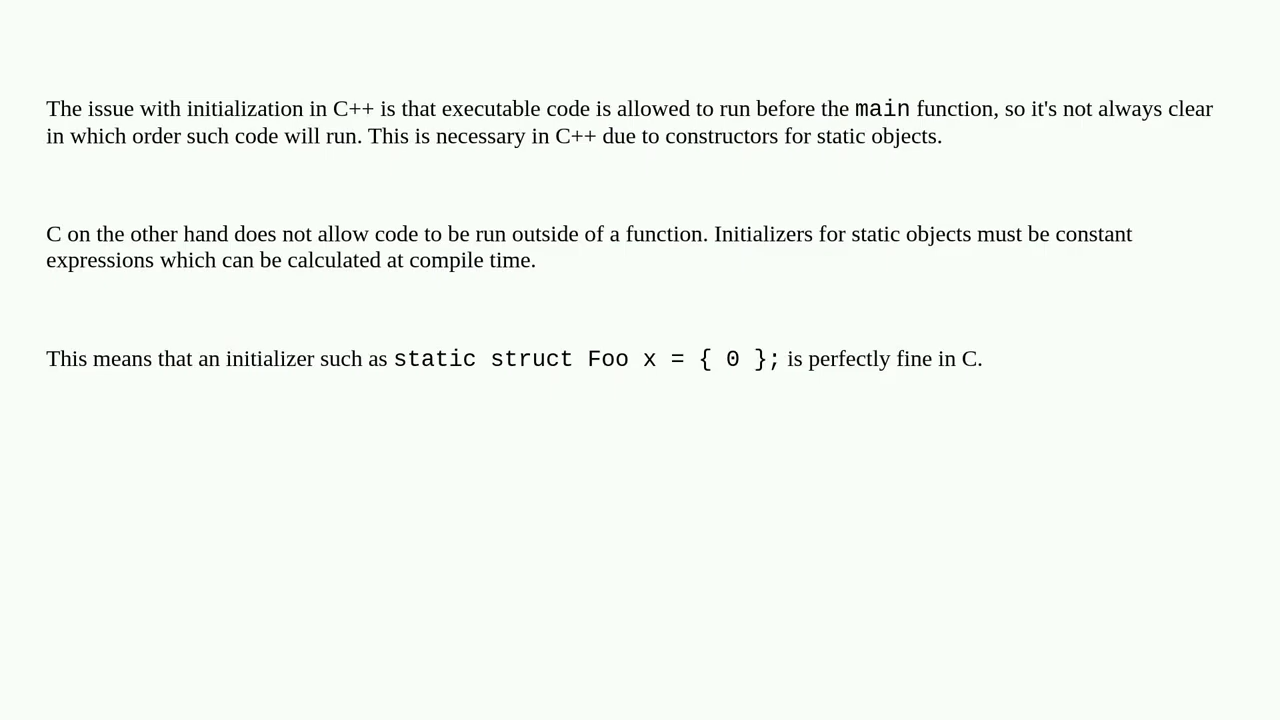 The issue with initialization in C++ is that executable code is allowed to run before the main function, so it's not always clear
in which order such code will run. This is necessary in C++ due to constructors for static objects.
C on the other hand does not allow code to be run outside of a function. Initializers for static objects must be constant
expressions which can be calculated at compile time.
This means that an initializer such as static struct Foo x = { 0 }; is perfectly fine in C.